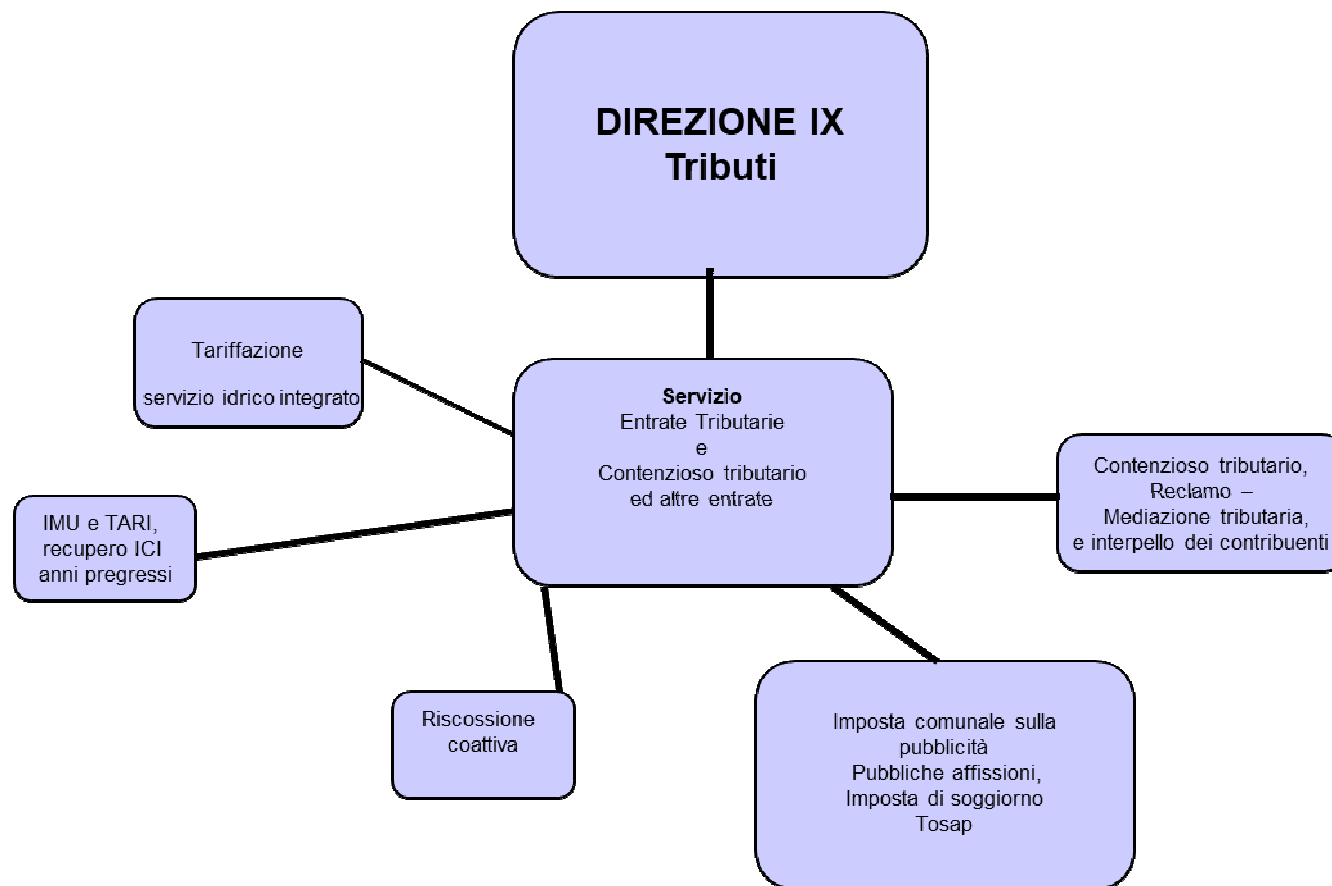 DIREZIONE IX
Tributi
Tariffazione
servizio idrico integrato
Servizio
Entrate Tributarie
e
Contenzioso tributario
ed altre entrate
Contenzioso tributario,
Reclamo –
Mediazione tributaria,
e interpello dei contribuenti
IMU e TARI,
recupero ICI
anni pregressi
Riscossione
coattiva
Imposta comunale sulla
pubblicità
Pubbliche affissioni,
Imposta di soggiorno
Tosap